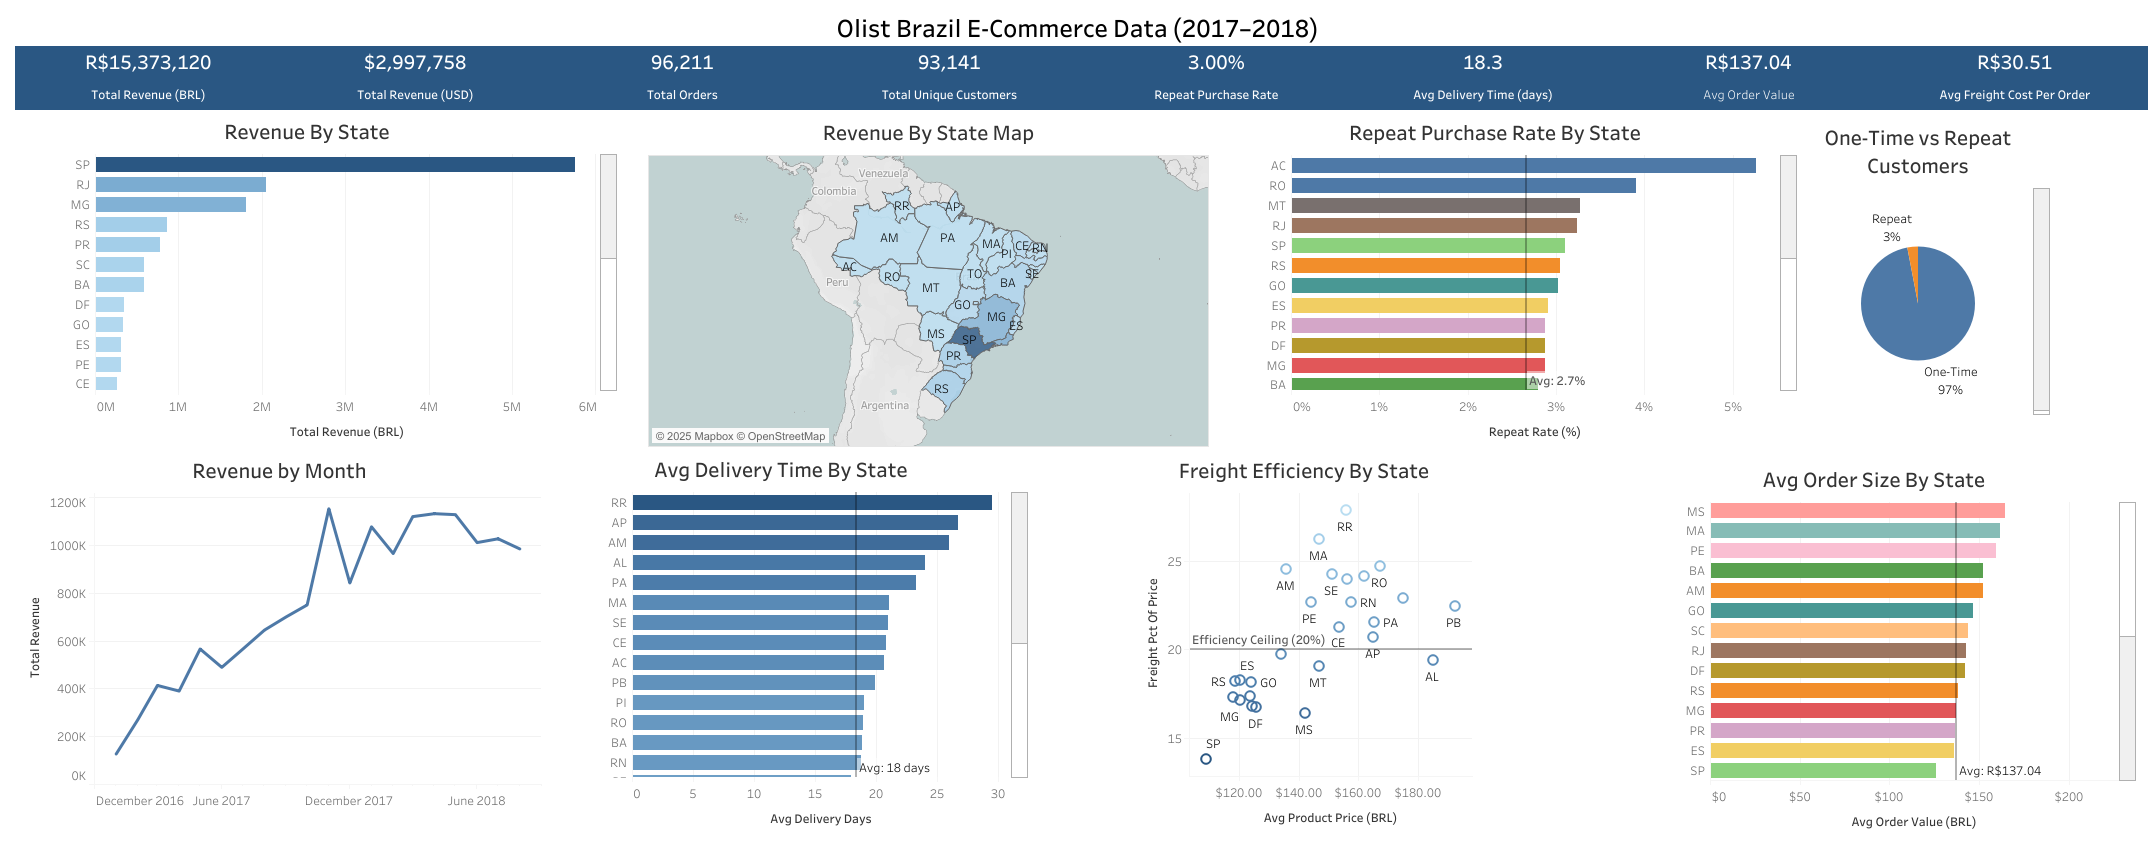 Olist Brazil E-Commerce Data (2017–2018)
R$15,373,120
Total Revenue (BRL)
$2,997,758
Total Revenue (USD)
96,211
Total Orders
93,141
Total Unique Customers
3.00%
Repeat Purchase Rate
18.3
Avg Delivery Time (days)
R$137.04
Avg Order Value
R$30.51
Avg Freight Cost Per Order
Revenue By State
SP
RJ
MG
RS
PR
SC
BA
DF
GO
ES
PE
CE
0M 1M 2M 3M 4M 5M 6M
Total Revenue (BRL)
Revenue By State Map
Venezuela
Colombia
RR
AP
AM
PA
MA
CE
RN
PI
AC
RO
TO
SE
Peru
MT
BA
GO
MG
ES
MS
SP
PR
RS
Argentina
© 2025 Mapbox © OpenStreetMap
Repeat Purchase Rate By State
AC
RO
MT
RJ
SP
RS
GO
ES
PR
DF
MG
BA
Avg: 2.7%
0% 1% 2% 3% 4% 5%
Repeat Rate (%)
One-Time vs Repeat
Customers
Repeat
3%
One-Time
97%
Revenue by Month
Total Revenue
1200K
1000K
800K
600K
400K
200K
0K
December 2016 June 2017 December 2017 June 2018
Avg Delivery Time By State
RR
AP
AM
AL
PA
MA
SE
CE
AC
PB
PI
RO
BA
RN
Avg: 18 days
0 5 10 15 20 25 30
Avg Delivery Days
Freight Efficiency By State
Freight Pct Of Price
25
20
15
RR
MA
AM
SE
RO
PE
RN
PA
PB
CE
AP
Efficiency Ceiling (20%)
ES
MT
AL
RS
GO
MG
DF
MS
SP
$120.00 $140.00 $160.00 $180.00
Avg Product Price (BRL)
Avg Order Size By State
MS
MA
PE
BA
AM
GO
SC
RJ
DF
RS
MG
PR
ES
SP
Avg: R$137.04
$0 $50 $100 $150 $200
Avg Order Value (BRL)